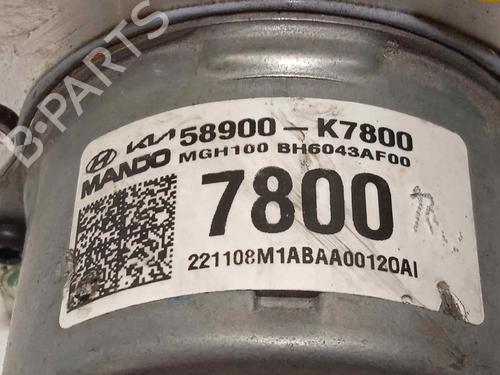 B-PARTS
KIA 58900-K7800
MANDO MGH100 BH6043AF00
7800
221108M1ABAA00120AI